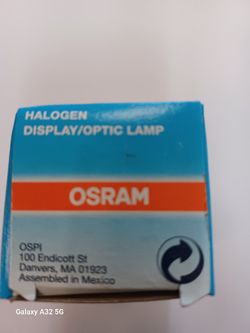 HALOGEN
DISPLAY/OPTIC LAMP
OSRAM
OSPI
100 Endicott St
Danvers, MA 01923
Assembled in Mexico
Galaxy A32 5G